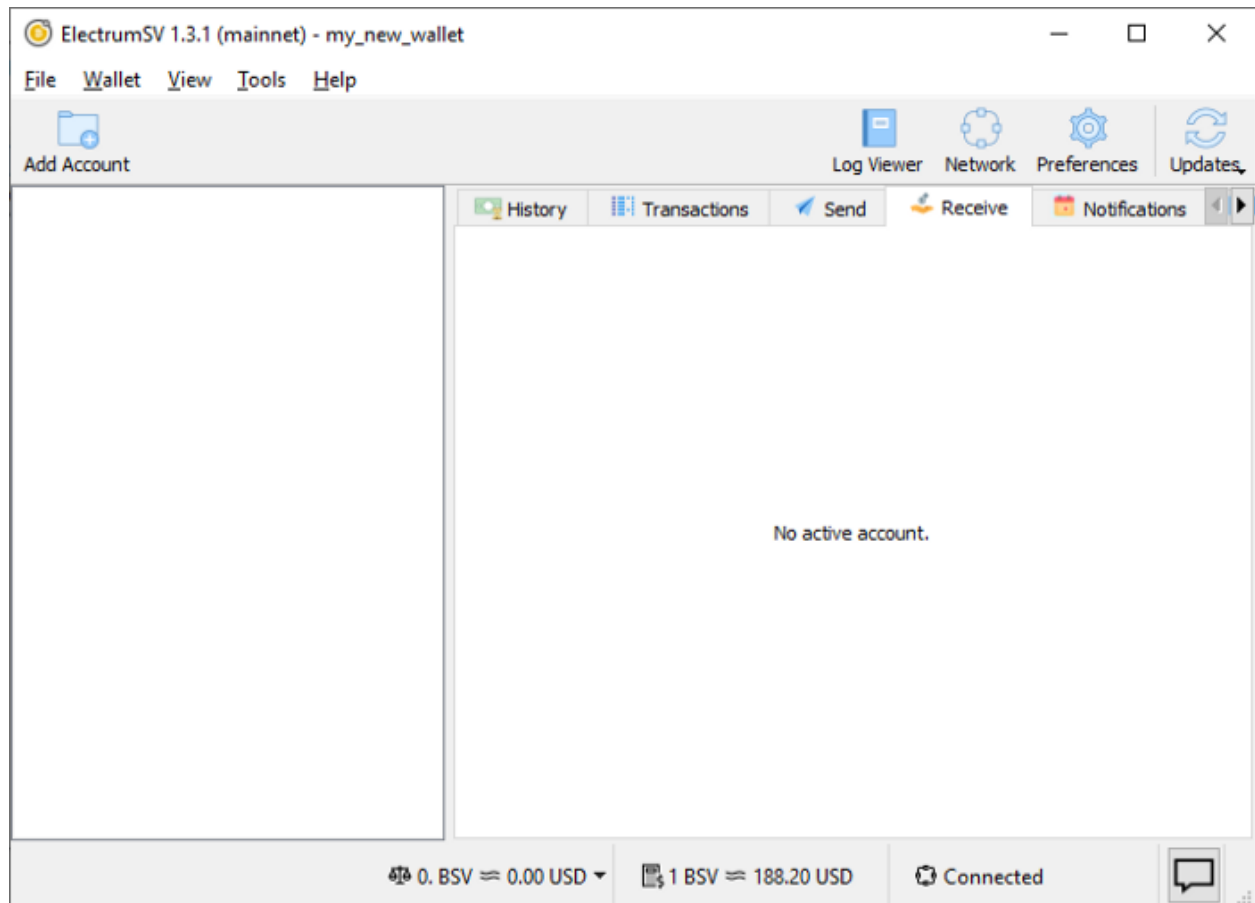 ElectrumSV 1.3.1 (mainnet) - my_new_wallet
File Wallet View Tools Help
Add Account Log Viewer Network Preferences Updates
History Transactions Send Receive Notifications
No active account.
0. BSV ≈ 0.00 USD 1 BSV ≈ 188.20 USD Connected